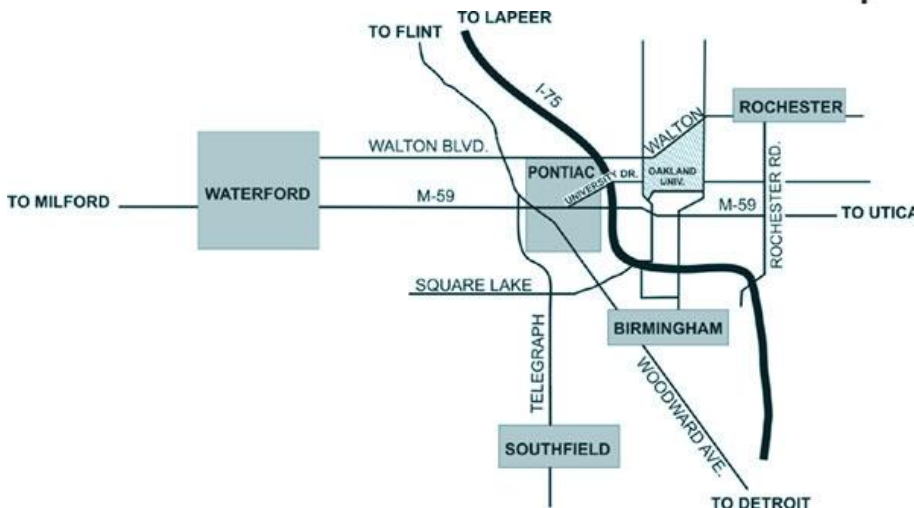 TO LAPEER
TO FLINT
I-75
ROCHESTER
WALTON
WALTON BLVD.
PONTIAC
UNIVERSITY DR.
OAKLAND
UNIV.
ROCHESTER RD.
WATERFORD
TO MILFORD
M-59
M-59
TO UTICA
SQUARE LAKE
BIRMINGHAM
TELEGRAPH
WOODWARD AVE.
SOUTHFIELD
TO DETROIT